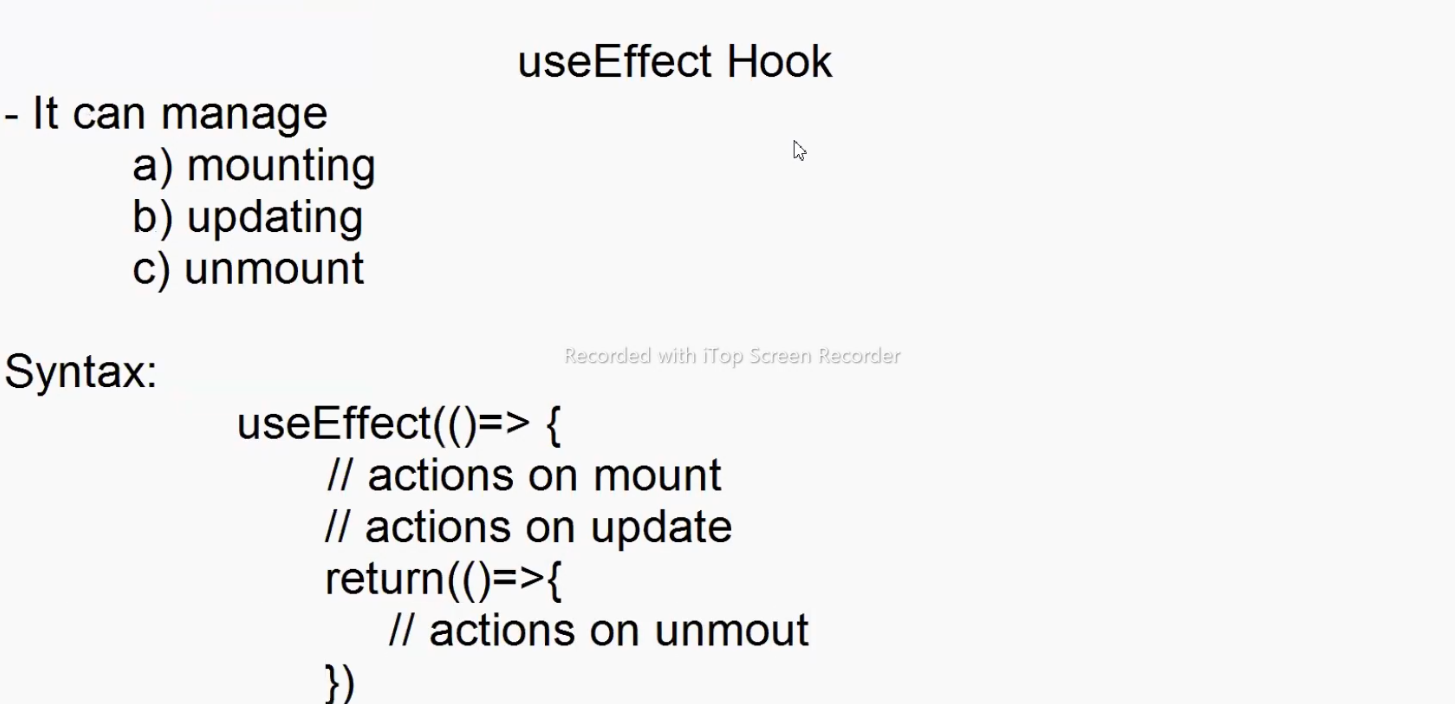 useEffect Hook
- It can manage
a) mounting
b) updating
c) unmount
Recorded with iTop Screen Recorder
Syntax:
useEffect(()=> {
// actions on mount
// actions on update
return(()=>{
// actions on unmout
})